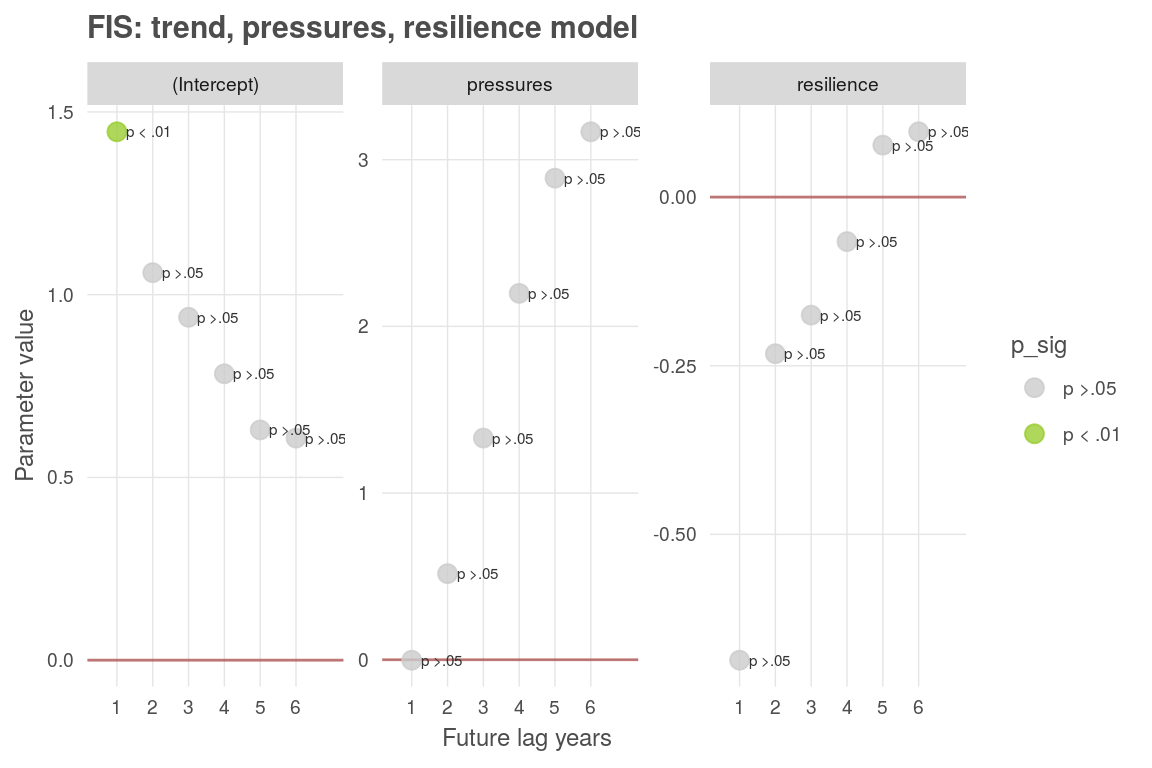 FIS: trend, pressures, resilience model
(Intercept)
pressures
resilience
Parameter value
1.5
1.0
0.5
0.0
p < .01
p >.05
p >.05
p >.05
p >.05
p >.05
1 2 3 4 5 6
3
2
1
0
p >.05
p >.05
p >.05
p >.05
p >.05
p >.05
1 2 3 4 5 6
0.00
-0.25
-0.50
p >.05
p >.05
p >.05
p >.05
p >.05
p >.05
1 2 3 4 5 6
Future lag years
p_sig
p >.05
p < .01